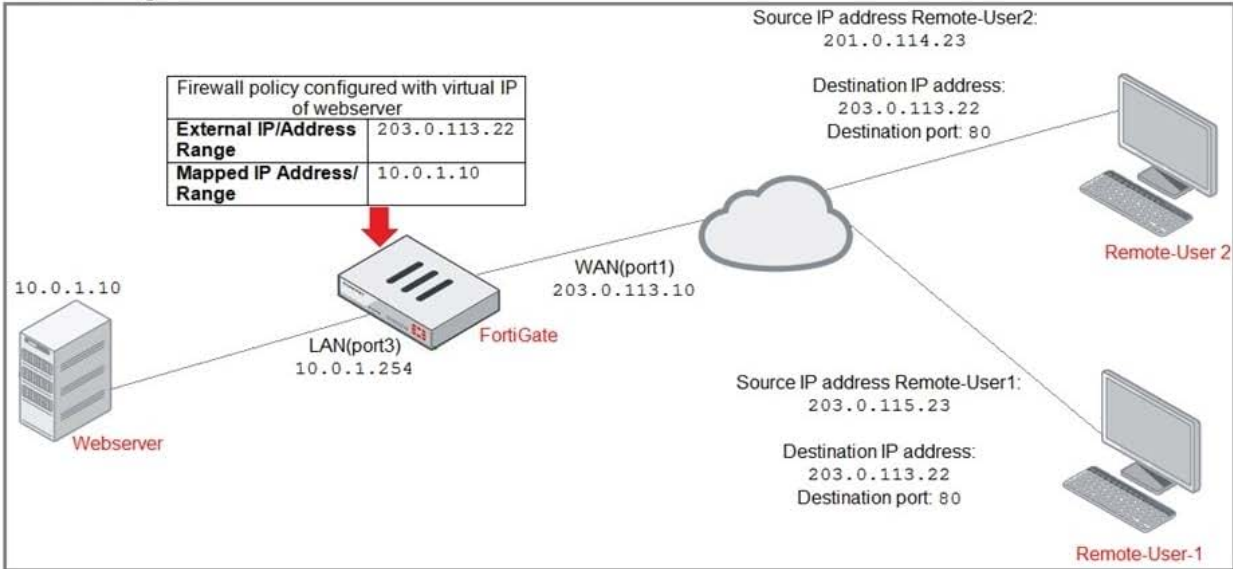 Source IP address Remote-User2:
201.0.114.23
Destination IP address:
203.0.113.22
Destination port: 80
Remote-User 2
Firewall policy configured with virtual IP
of webserver
External IP/Address
Range
203.0.113.22
Mapped IP Address/
Range
10.0.1.10
WAN(port1)
203.0.113.10
FortiGate
LAN(port3)
10.0.1.254
10.0.1.10
Webserver
Source IP address Remote-User1:
203.0.115.23
Destination IP address:
203.0.113.22
Destination port: 80
Remote-User-1